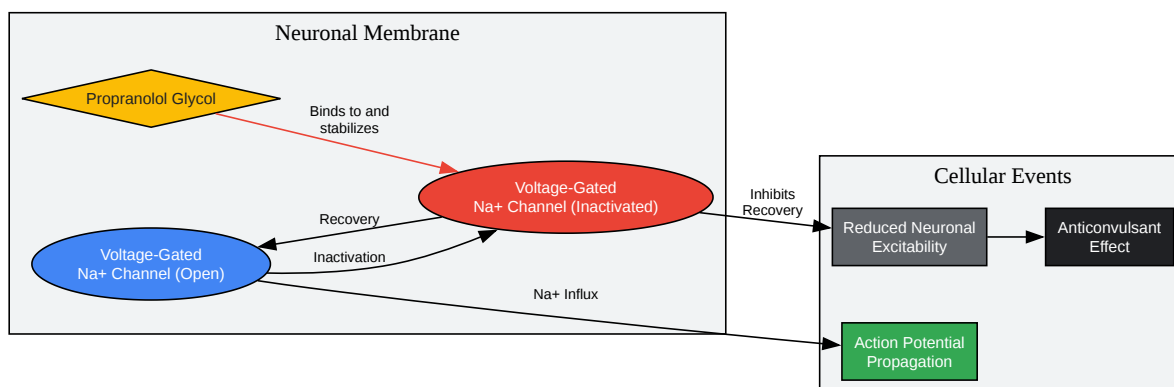 Neuronal Membrane
Propranolol Glycol
Binds to and
stabilizes
Voltage-Gated
Na+ Channel (Inactivated)
Recovery
Inactivation
Voltage-Gated
Na+ Channel (Open)
Na+ Influx
Inhibits
Recovery
Cellular Events
Reduced Neuronal
Excitability
Anticonvulsant
Effect
Action Potential
Propagation